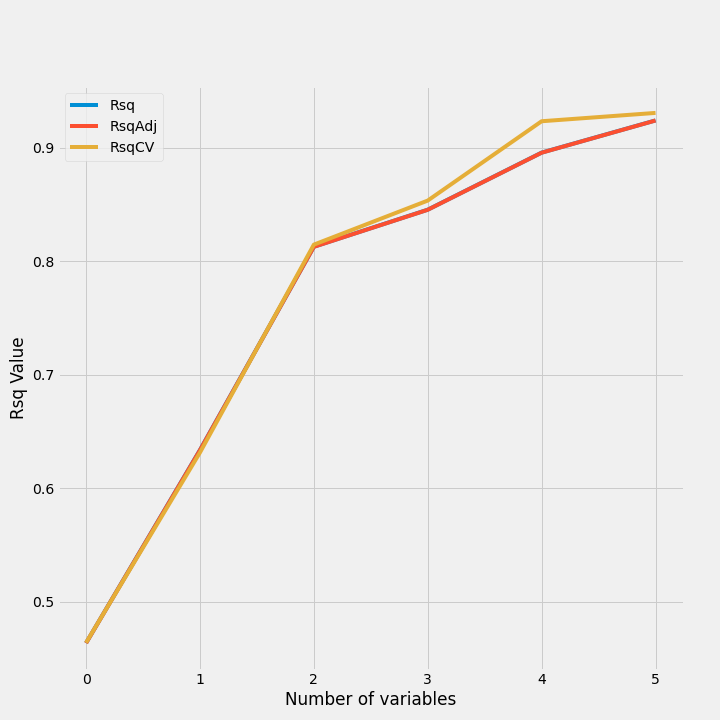 Rsq
RsqAdj
RsqCV
0.9
0.8
0.7
0.6
0.5
Rsq Value
0 1 2 3 4 5
Number of variables